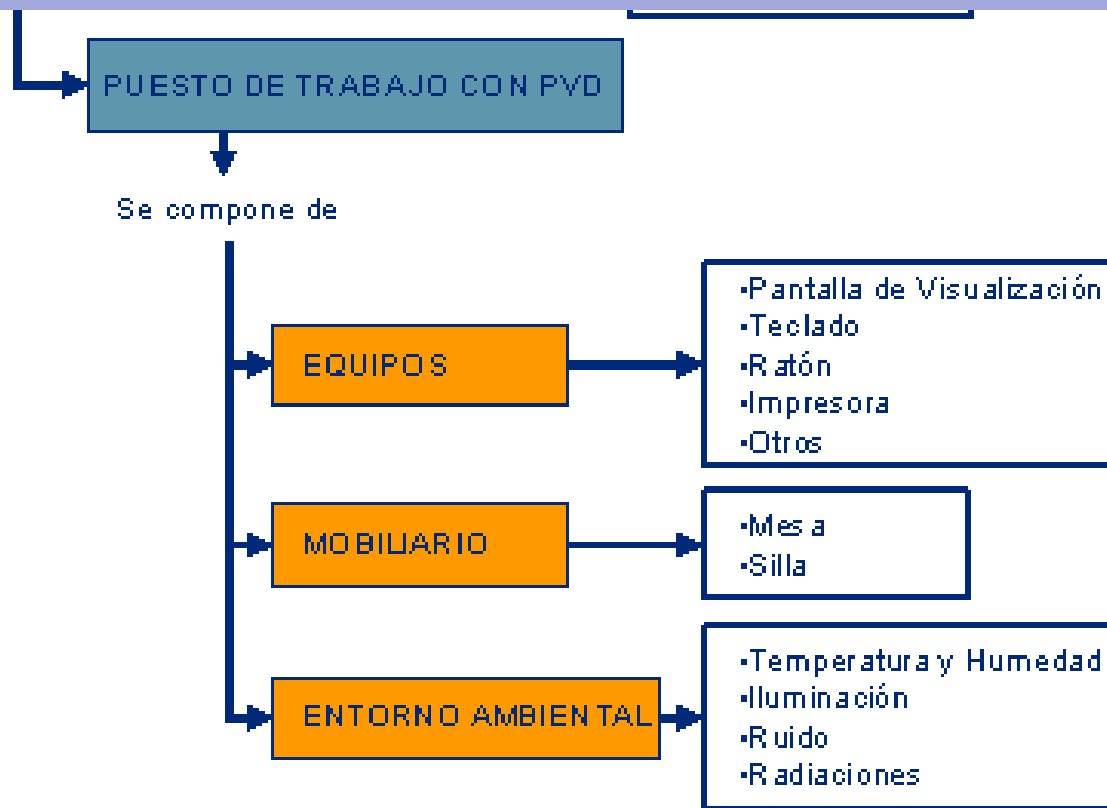 PUESTO DE TRABAJO CON PVD
Se compone de
EQUIPOS
•Pantalla de Visualización
•Teclado
•Ratón
•Impresora
•Otros
MOBILIARIO
•Mesa
•Silla
ENTORNO AMBIENTAL
•Temperatura y Humedad
•Iluminación
•Ruido
•Radiaciones